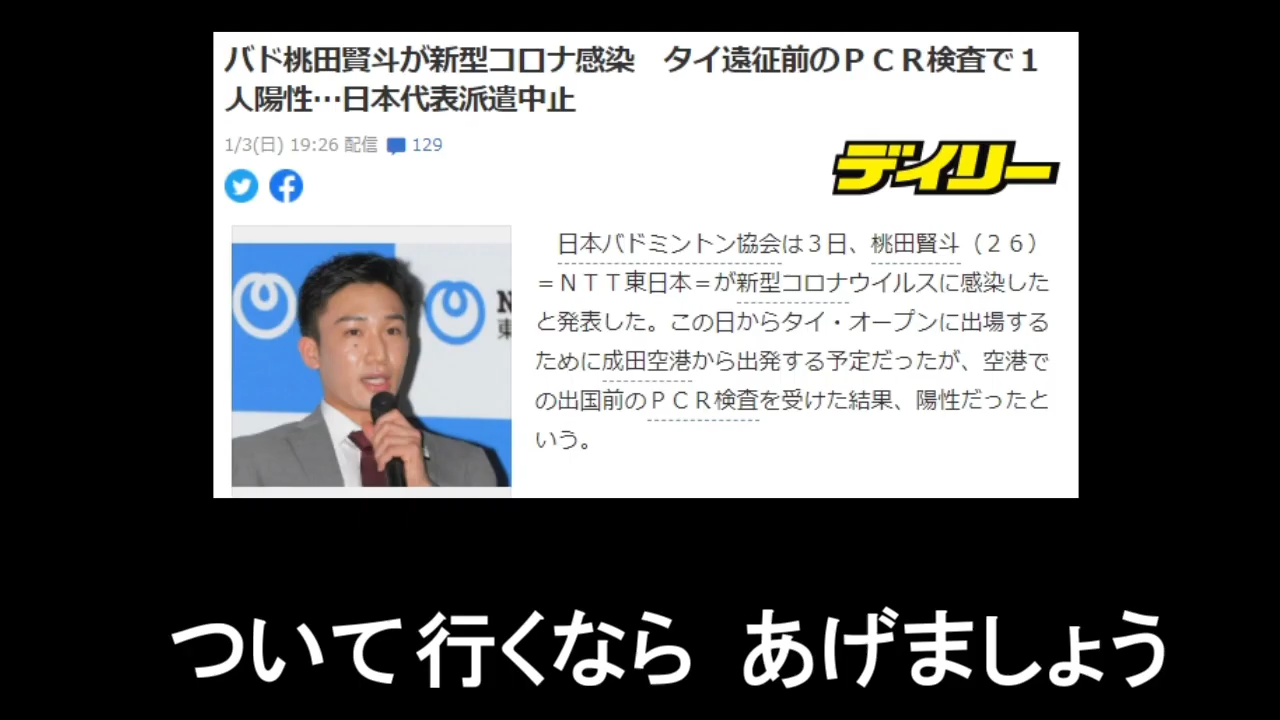 バド桃田賢斗が新型コロナ感染　タイ遠征前のＰＣＲ検査で１
人陽性…日本代表派遣中止
1/3(日) 19:26 配信 129
デイリー
日本バドミントン協会は３日、桃田賢斗（２６）
＝ＮＴＴ東日本＝が新型コロナウイルスに感染した
と発表した。この日からタイ・オープンに出場する
ために成田空港から出発する予定だったが、空港で
の出国前のＰＣＲ検査を受けた結果、陽性だったと
いう。
ついて行くなら　あげましょう